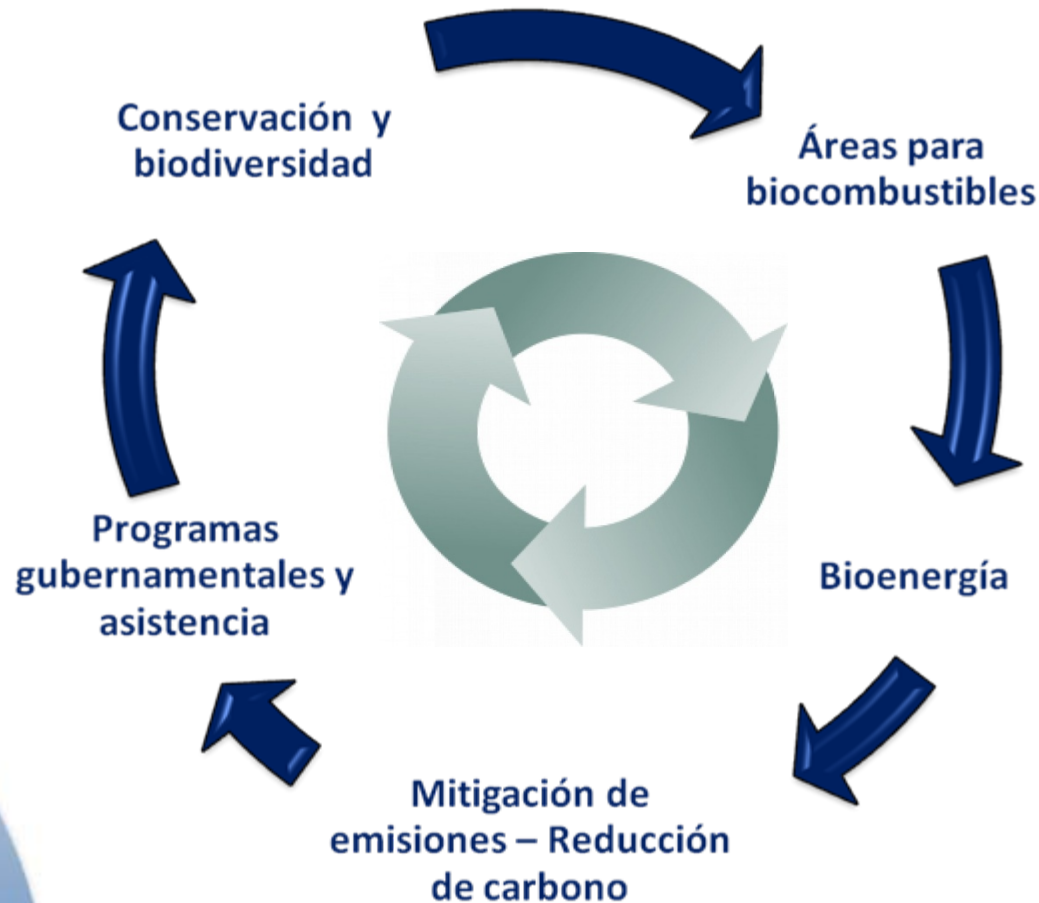 Conservación y
biodiversidad
Áreas para
biocombustibles
Bioenergía
Mitigación de
emisiones – Reducción
de carbono
Programas
gubernamentales y
asistencia